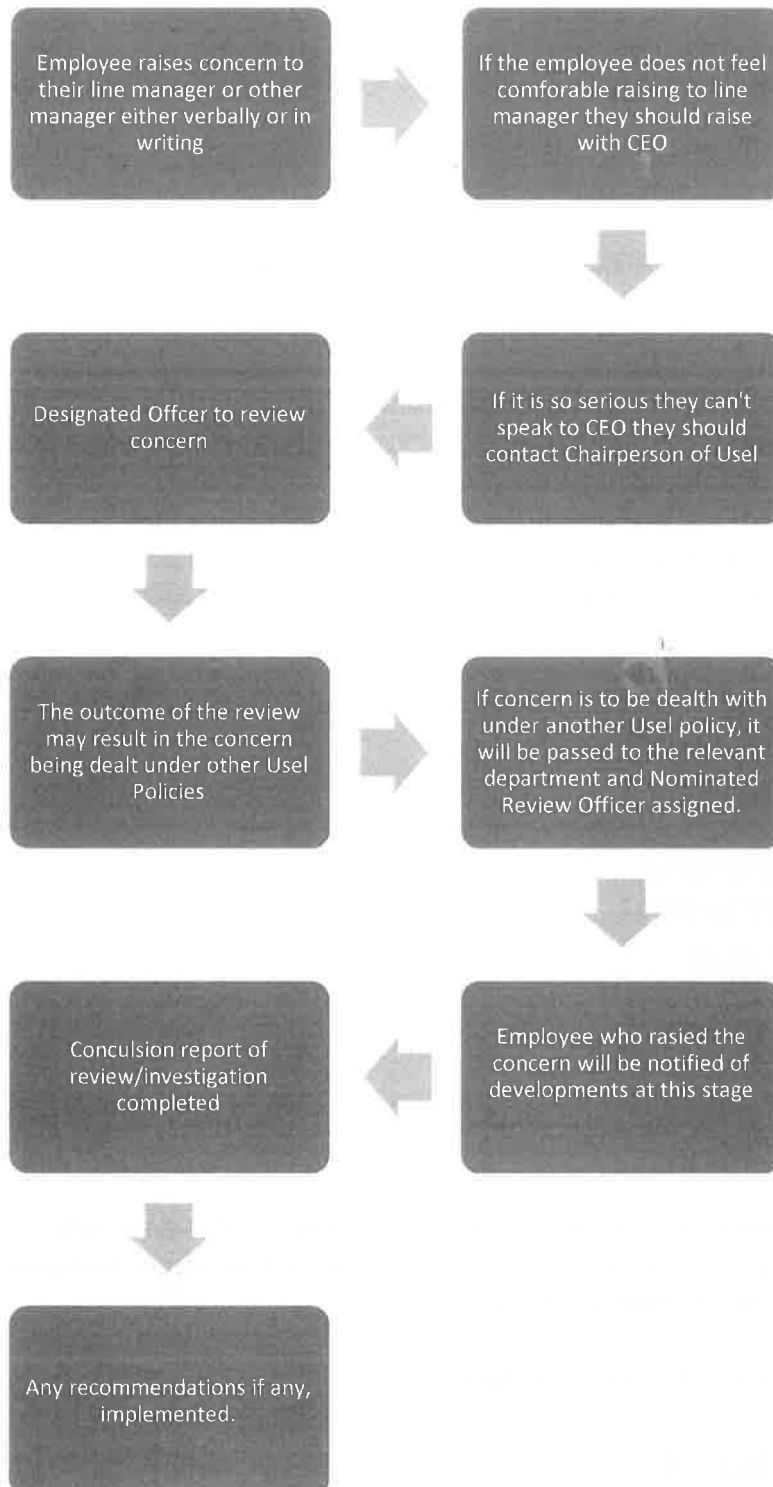 Employee raises concern to
their line manager or other
manager either verbally or in
writing
If the employee does not feel
comforable raising to line
manager they should raise
with CEO
If it is so serious they can't
speak to CEO they should
contact Chairperson of Usel
Designated Offcer to review
concern
The outcome of the review
may result in the concern
being dealt under other Usel
Policies
If concern is to be dealth with
under another Usel policy, it
will be passed to the relevant
department and Nominated
Review Officer assigned.
Employee who rasied the
concern will be notified of
developments at this stage
Conculsion report of
review/investigation
completed
Any recommendations if any,
implemented.